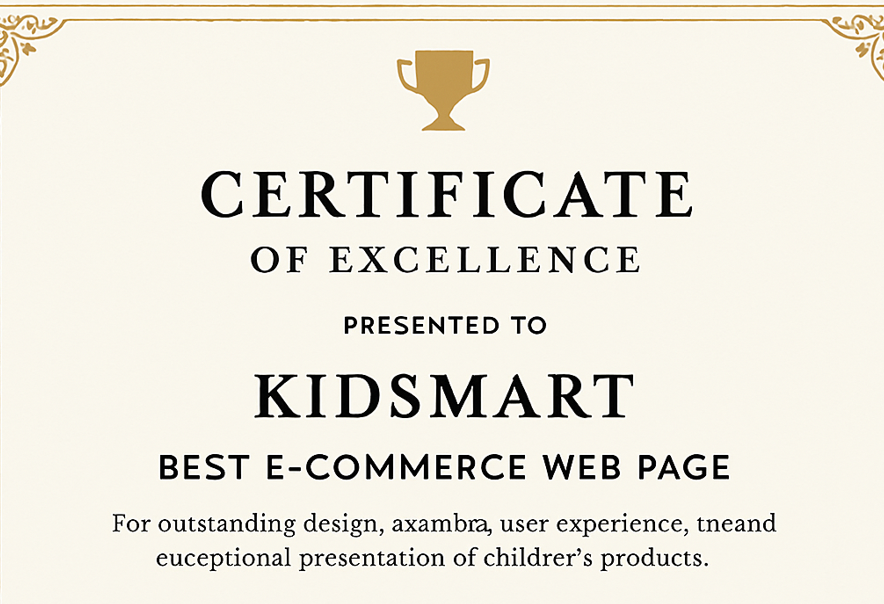 CERTIFICATE
OF EXCELLENCE
PRESENTED TO
KIDSMART
BEST E-COMMERCE WEB PAGE
For outstanding design, axambra, user experience, tneand
euceptional presentation of childrer’s products.